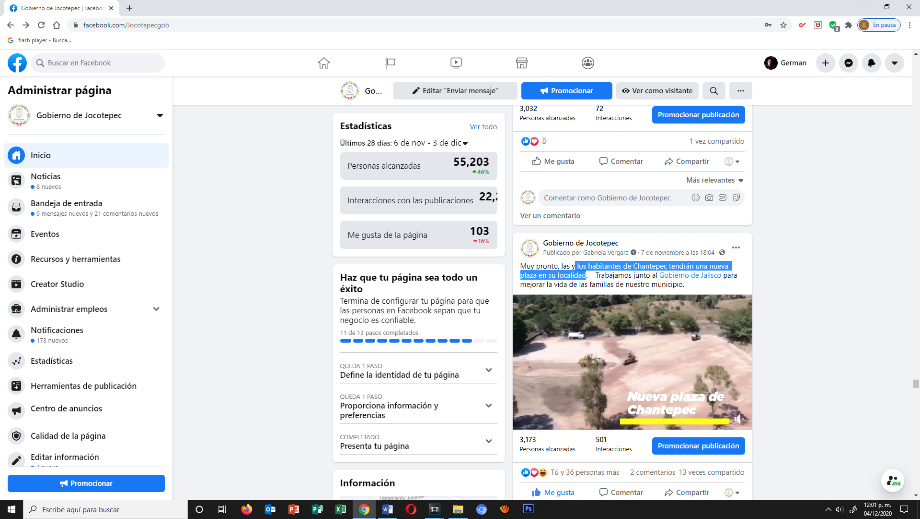 Gobierno de Jocotepec | Facebo
facebook.com/Jocotepecgob
En pausa
flash player - Busca...
Buscar en Facebook
German
Administrar página
Gobierno de Jocotepec
Go...
Editar "Enviar mensaje"
Promocionar
Ver como visitante
Inicio
Noticias
8 nuevos
Bandeja de entrada
9 mensajes nuevos y 21 comentarios nuevos
Eventos
Recursos y herramientas
Creator Studio
Administrar empleos
Notificaciones
173 nuevos
Estadísticas
Herramientas de publicación
Centro de anuncios
Calidad de la página
Editar información
Promocionar
Estadísticas
Ver todo
Últimos 28 días: 6 de nov - 3 de dic
Personas alcanzadas
55,203
46%
Interacciones con las publicaciones
22,
Me gusta de la página
103
16%
Haz que tu página sea todo un
éxito
Termina de configurar tu página para que
las personas en Facebook sepan que tu
negocio es confiable.
11 de 13 pasos completados
QUEDA 1 PASO
Define la identidad de tu página
QUEDA 1 PASO
Proporciona información y
preferencias
COMPLETADO
Presenta tu página
Información
3,032
72
Personas alcanzadas
Interacciones
Promocionar publicación
8
1 vez compartido
Me gusta
Comentar
Compartir
Más relevantes
Comentar como Gobierno de Jocotepec
Ver un comentario
Gobierno de Jocotepec
Publicado por Gabriela Vergara · 7 de noviembre a las 18:04 ·
Muy pronto, las y los habitantes de Chantepec tendrán una nueva
plaza en su localidad Trabajamos junto al Gobierno de Jalisco para
mejorar la vida de las familias de nuestro municipio.
Nueva plaza de
Chantepec
3,173
501
Personas alcanzadas
Interacciones
Promocionar publicación
Tú y 36 personas más
2 comentarios
13 veces compartido
Me gusta
Comentar
Compartir
Escribe aquí para buscar
12:01 p. m.
04/12/2020